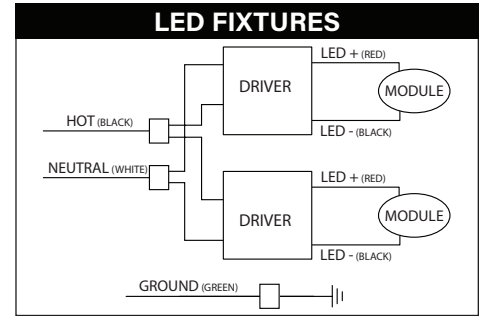 LED FIXTURES
LED + (RED)
DRIVER
MODULE
HOT (BLACK)
LED - (BLACK)
NEUTRAL (WHITE)
LED + (RED)
DRIVER
MODULE
LED - (BLACK)
GROUND (GREEN)